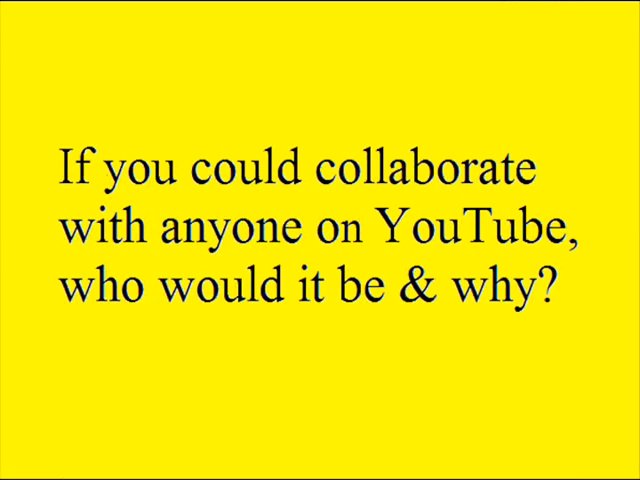 If you could collaborate
with anyone on YouTube,
who would it be & why?